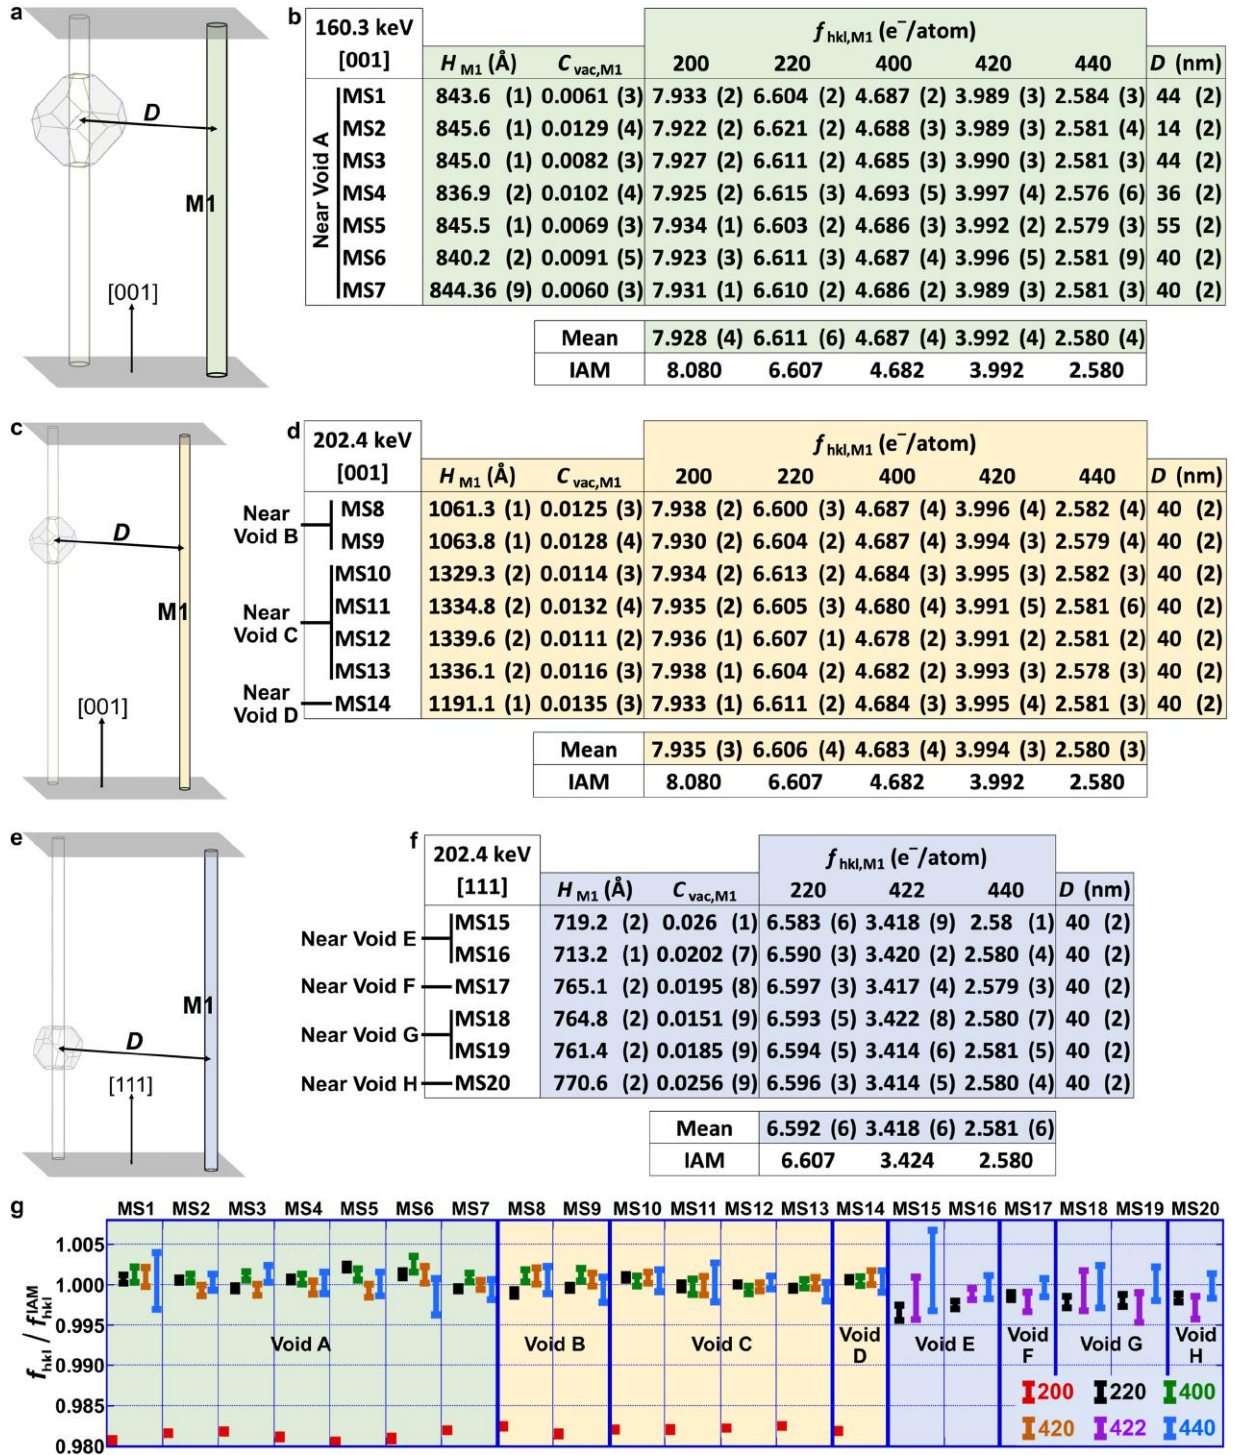 a
D
M1
[001]
b
160.3 keV
[001]
f hkl,M1 (e⁻/atom)
H M1 (Å) C vac,M1 200 220 400 420 440 D (nm)
Near Void A
MS1 843.6 (1) 0.0061 (3) 7.933 (2) 6.604 (2) 4.687 (2) 3.989 (3) 2.584 (3) 44 (2)
MS2 845.6 (1) 0.0129 (4) 7.922 (2) 6.621 (2) 4.688 (3) 3.989 (3) 2.581 (4) 14 (2)
MS3 845.0 (1) 0.0082 (3) 7.927 (2) 6.611 (2) 4.685 (3) 3.990 (3) 2.581 (3) 44 (2)
MS4 836.9 (2) 0.0102 (4) 7.925 (2) 6.615 (3) 4.693 (5) 3.997 (4) 2.576 (6) 36 (2)
MS5 845.5 (1) 0.0069 (3) 7.934 (1) 6.603 (2) 4.686 (3) 3.992 (2) 2.579 (3) 55 (2)
MS6 840.2 (2) 0.0091 (5) 7.923 (3) 6.611 (3) 4.687 (4) 3.996 (5) 2.581 (9) 40 (2)
MS7 844.36 (9) 0.0060 (3) 7.931 (1) 6.610 (2) 4.686 (2) 3.989 (3) 2.581 (3) 40 (2)
Mean 7.928 (4) 6.611 (6) 4.687 (4) 3.992 (4) 2.580 (4)
IAM 8.080 6.607 4.682 3.992 2.580
c
D
M1
[001]
d
202.4 keV
[001]
f hkl,M1 (e⁻/atom)
H M1 (Å) C vac,M1 200 220 400 420 440 D (nm)
Near Void B
MS8 1061.3 (1) 0.0125 (3) 7.938 (2) 6.600 (3) 4.687 (4) 3.996 (4) 2.582 (4) 40 (2)
MS9 1063.8 (1) 0.0128 (4) 7.930 (2) 6.604 (2) 4.687 (4) 3.994 (3) 2.579 (4) 40 (2)
Near Void C
MS10 1329.3 (2) 0.0114 (3) 7.934 (2) 6.613 (2) 4.684 (3) 3.995 (3) 2.582 (3) 40 (2)
MS11 1334.8 (2) 0.0132 (4) 7.935 (2) 6.605 (3) 4.680 (4) 3.991 (5) 2.581 (6) 40 (2)
MS12 1339.6 (2) 0.0111 (2) 7.936 (1) 6.607 (1) 4.678 (2) 3.991 (2) 2.581 (2) 40 (2)
MS13 1336.1 (2) 0.0116 (3) 7.938 (1) 6.604 (2) 4.682 (2) 3.993 (3) 2.578 (3) 40 (2)
Near Void D
MS14 1191.1 (1) 0.0135 (3) 7.933 (1) 6.611 (2) 4.684 (3) 3.995 (4) 2.581 (3) 40 (2)
Mean 7.935 (3) 6.606 (4) 4.683 (4) 3.994 (3) 2.580 (3)
IAM 8.080 6.607 4.682 3.992 2.580
e
D
M1
[111]
f
202.4 keV
[111]
f hkl,M1 (e⁻/atom)
H M1 (Å) C vac,M1 220 422 440 D (nm)
Near Void E
MS15 719.2 (2) 0.026 (1) 6.583 (6) 3.418 (9) 2.58 (1) 40 (2)
MS16 713.2 (1) 0.0202 (7) 6.590 (3) 3.420 (2) 2.580 (4) 40 (2)
Near Void F MS17 765.1 (2) 0.0195 (8) 6.597 (3) 3.417 (4) 2.579 (3) 40 (2)
Near Void G
MS18 764.8 (2) 0.0151 (9) 6.593 (5) 3.422 (8) 2.580 (7) 40 (2)
MS19 761.4 (2) 0.0185 (9) 6.594 (5) 3.414 (6) 2.581 (5) 40 (2)
Near Void H MS20 770.6 (2) 0.0256 (9) 6.596 (3) 3.414 (5) 2.580 (4) 40 (2)
Mean 6.592 (6) 3.418 (6) 2.581 (6)
IAM 6.607 3.424 2.580
g
MS1 MS2 MS3 MS4 MS5 MS6 MS7 MS8 MS9 MS10 MS11 MS12 MS13 MS14 MS15 MS16 MS17 MS18 MS19 MS20
f hkl / f IAM hkl
1.005
1.000
0.995
0.990
0.985
0.980
Void A
Void B
Void C
Void D
Void E
Void F
Void G
Void H
200 220 400
420 422 440